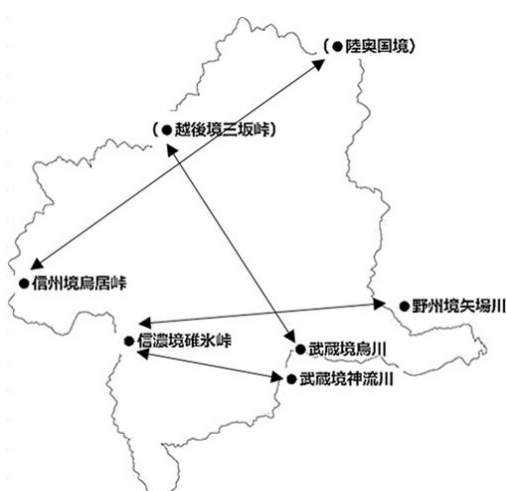 (●陸奥国境)
(●越後境三坂峠)
●信州境鳥居峠
●野州境矢場川
●信濃境碓氷峠
●武蔵境烏川
●武蔵境神流川